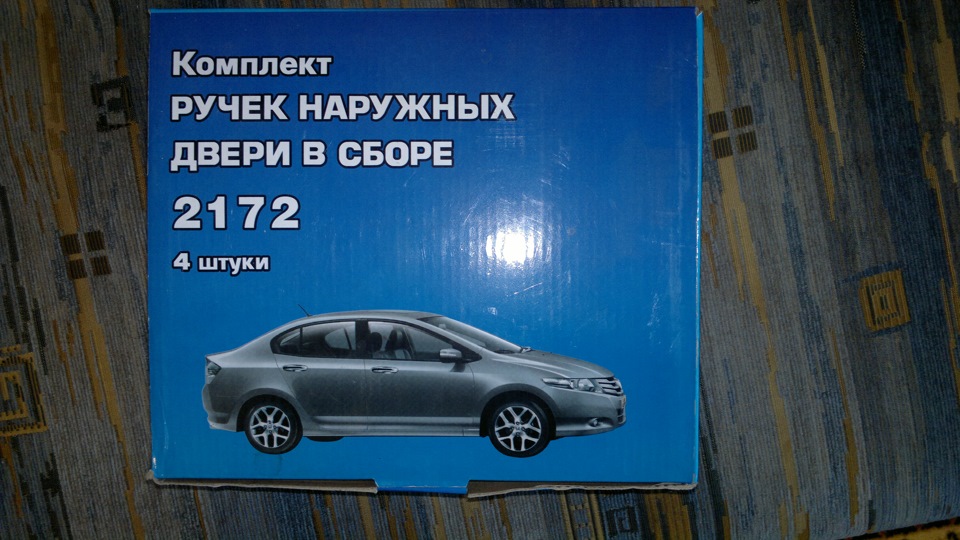 Комплект
РУЧЕК НАРУЖНЫХ
ДВЕРИ В СБОРЕ
2172
4 штуки